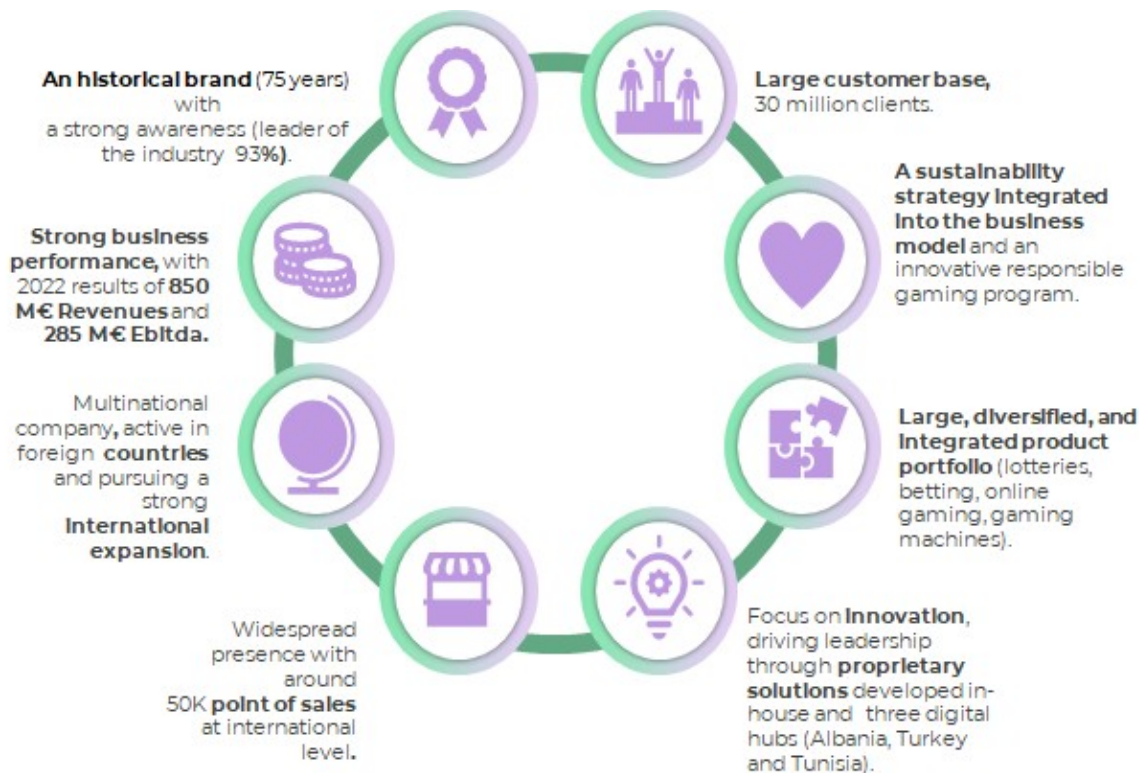 An historical brand (75 years)
with
a strong awareness (leader of
the industry 93%).
Large customer base,
30 million clients.
A sustainability
strategy integrated
into the business
model and an
innovative responsible
gaming program.
Strong business
performance, with
2022 results of 850
M€ Revenues and
285 M€ Ebitda.
Large, diversified, and
integrated product
portfolio (lotteries,
betting, online
gaming, gaming
machines).
Multinational
company, active in
foreign countries
and pursuing a
strong
international
expansion.
Focus on innovation,
driving leadership
through proprietary
solutions developed in-
house and three digital
hubs (Albania, Turkey
and Tunisia).
Widespread
presence with
around
50K point of sales
at international
level.